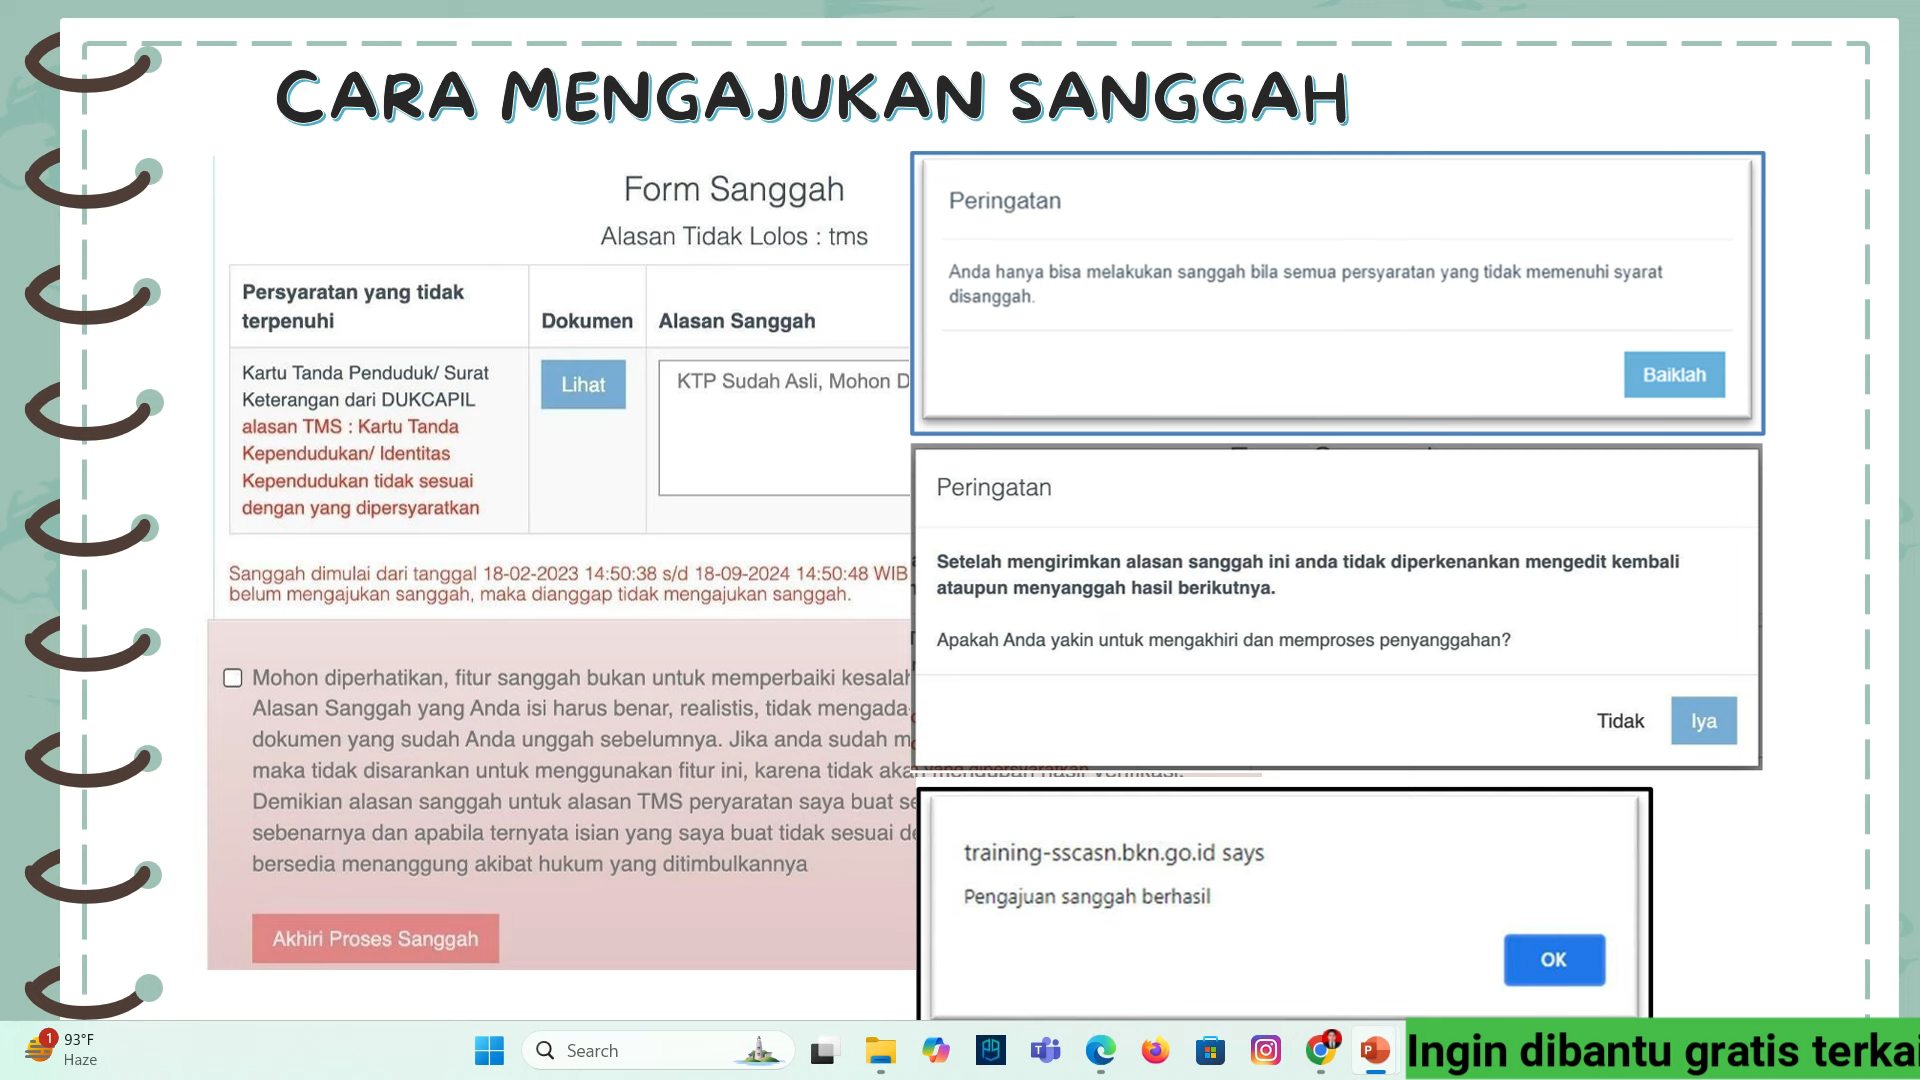 CARA MENGAJUKAN SANGGAH
Form Sanggah
Alasan Tidak Lolos : tms
Persyaratan yang tidak
terpenuhi
Dokumen
Alasan Sanggah
Kartu Tanda Penduduk/ Surat
Keterangan dari DUKCAPIL
alasan TMS : Kartu Tanda
Kependudukan/ Identitas
Kependudukan tidak sesuai
dengan yang dipersyaratkan
Lihat
KTP Sudah Asli, Mohon D
Sanggah dimulai dari tanggal 18-02-2023 14:50:38 s/d 18-09-2024 14:50:48 WIB
belum mengajukan sanggah, maka dianggap tidak mengajukan sanggah.
Mohon diperhatikan, fitur sanggah bukan untuk memperbaiki
Alasan Sanggah yang Anda isi harus benar, realistis, tidak mengada-
dokumen yang sudah Anda unggah sebelumnya. Jika anda sudah m
maka tidak disarankan untuk menggunakan fitur ini, karena tidak
Demikian alasan sanggah untuk alasan TMS peryaratan saya buat se
sebenarnya dan apabila ternyata isian yang saya buat tidak sesuai de
bersedia menanggung akibat hukum yang ditimbulkannya
Akhiri Proses Sanggah
Peringatan
Anda hanya bisa melakukan sanggah bila semua persyaratan yang tidak memenuhi syarat
disanggah.
Baiklah
Peringatan
Setelah mengirimkan alasan sanggah ini anda tidak diperkenankan mengedit kembali
ataupun menyanggah hasil berikutnya.
Apakah Anda yakin untuk mengakhiri dan memproses penyanggahan?
Tidak
Iya
training-sscasn.bkn.go.id says
Pengajuan sanggah berhasil
OK
1
93°F
Haze
Search
Ingin dibantu gratis terkai